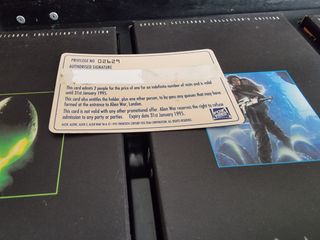 SPECIAL LETTERBOX COLLECTOR'S EDITION
PRIVILEGE NO 02629
AUTHORISED SIGNATURE
This card admits 2 people for the price of one for an indefinite number of visits and is valid
until 31st January 1995.
This card also entitles the holder, plus one other person, to by-pass any queues that may have
formed at the entrance to Alien War, London.
This card is not valid with any other promotional offer. Alien War reserves the right to refuse
admission to any party or parties. Expiry date 31st January 1995.